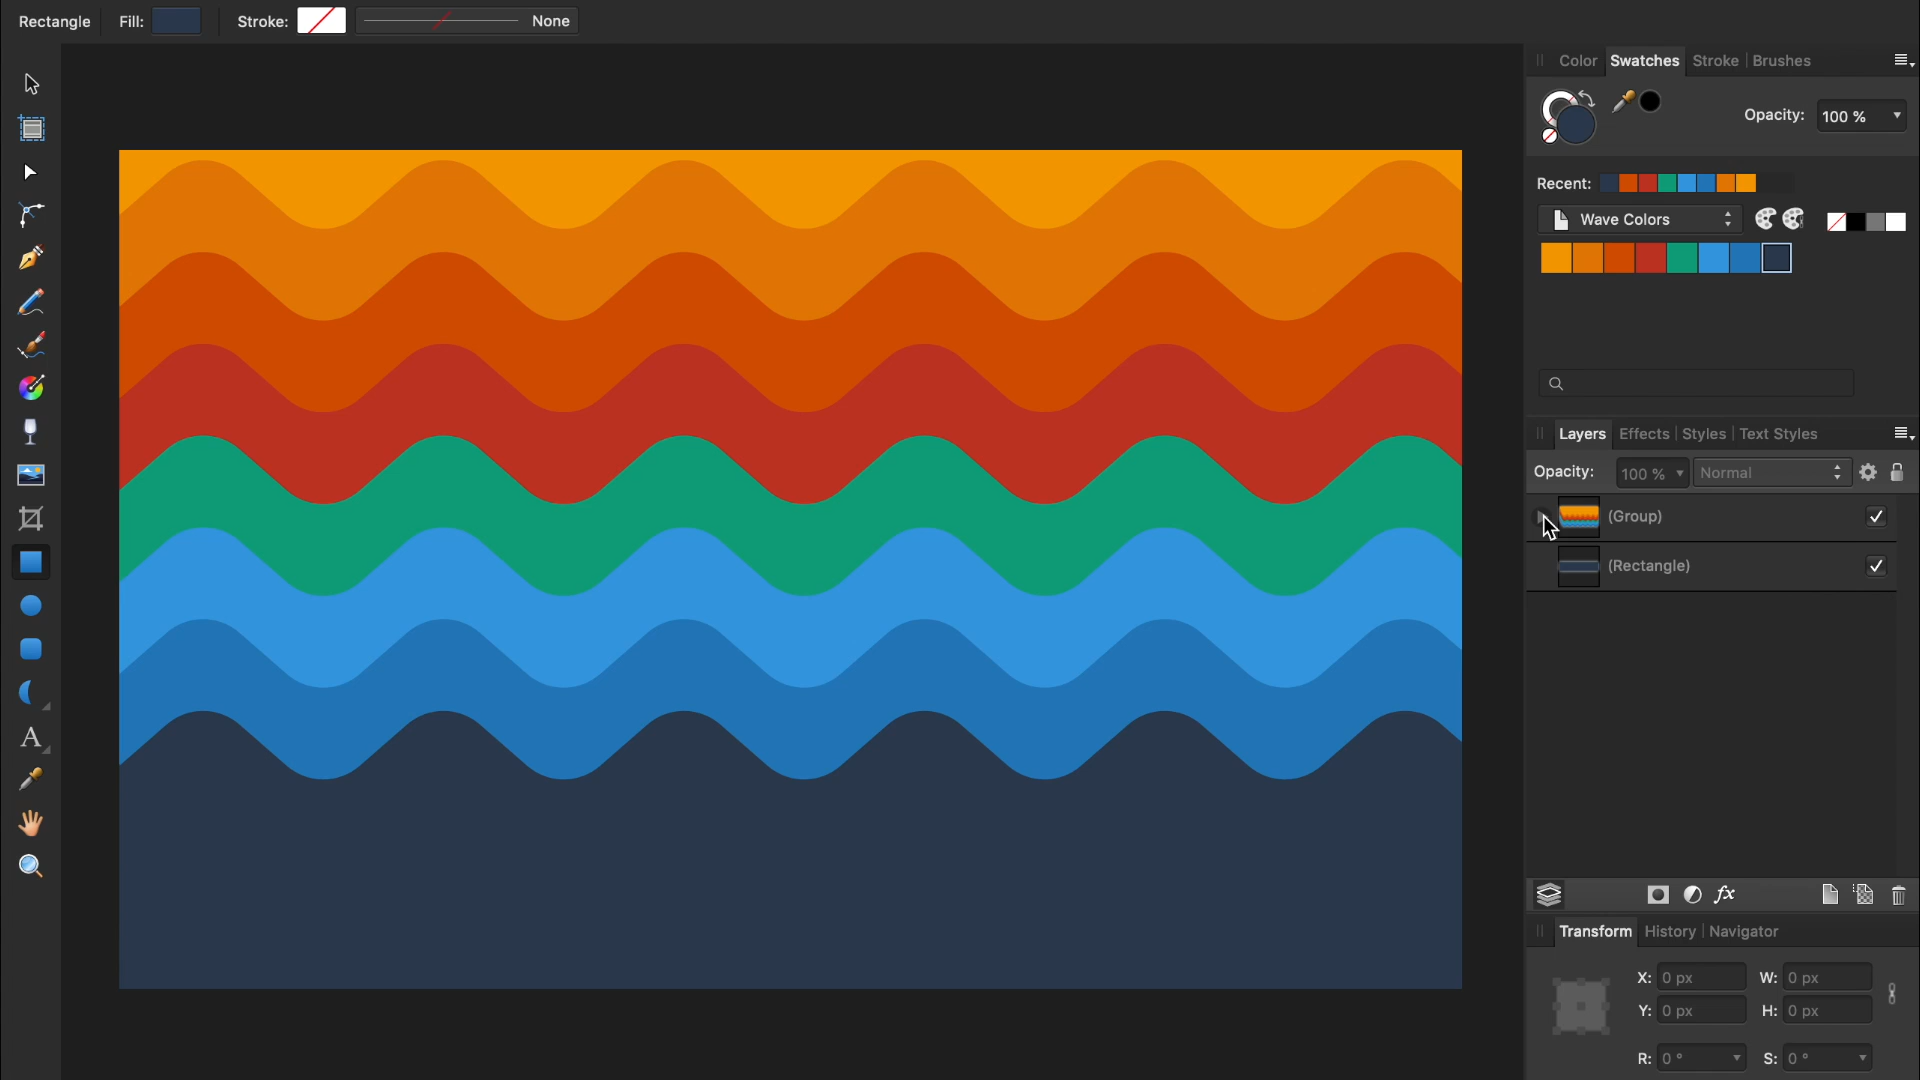 Rectangle Fill: Stroke: None
Color Swatches Stroke Brushes
Opacity: 100 %
Recent:
Wave Colors
Layers Effects Styles Text Styles
Opacity: 100 % Normal
(Group)
(Rectangle)
A
fx
Transform History Navigator
X: 0 px W: 0 px
Y: 0 px H: 0 px
R: 0 ° S: 0 °